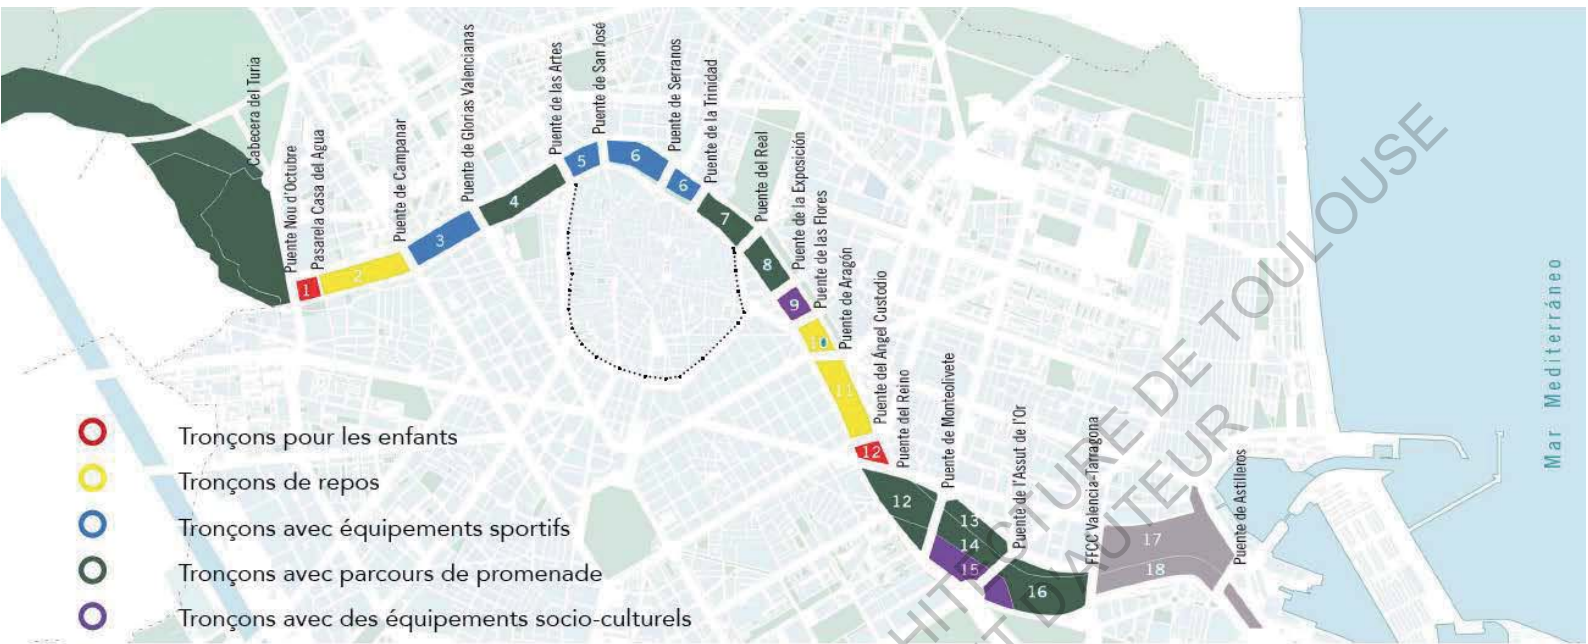 Cabecera del Turia
Puente Nou d'Octubre
Pasarela Casa del Agua
Puente de Campanar
Puente de Glorias Valencianas
Puente de las Artes
Puente de San José
Puente de Serranos
Puente de la Trinidad
Puente del Real
Puente de la Exposición
Puente de las Flores
Puente de Aragón
Puente del Ángel Custodio
Puente del Reino
Puente de Monteolivete
Puente de l'Assut de l'Or
FFCC Valencia-Tarragona
Puente de Astilleros
1
2
3
4
5
6
6
7
8
9
10
11
12
12
13
14
15
16
17
18
Mar Mediterráneo
Tronçons pour les enfants
Tronçons de repos
Tronçons avec équipements sportifs
Tronçons avec parcours de promenade
Tronçons avec des équipements socio-culturels
HITECTURE DE TOULOUSE
T D'AUTEUR